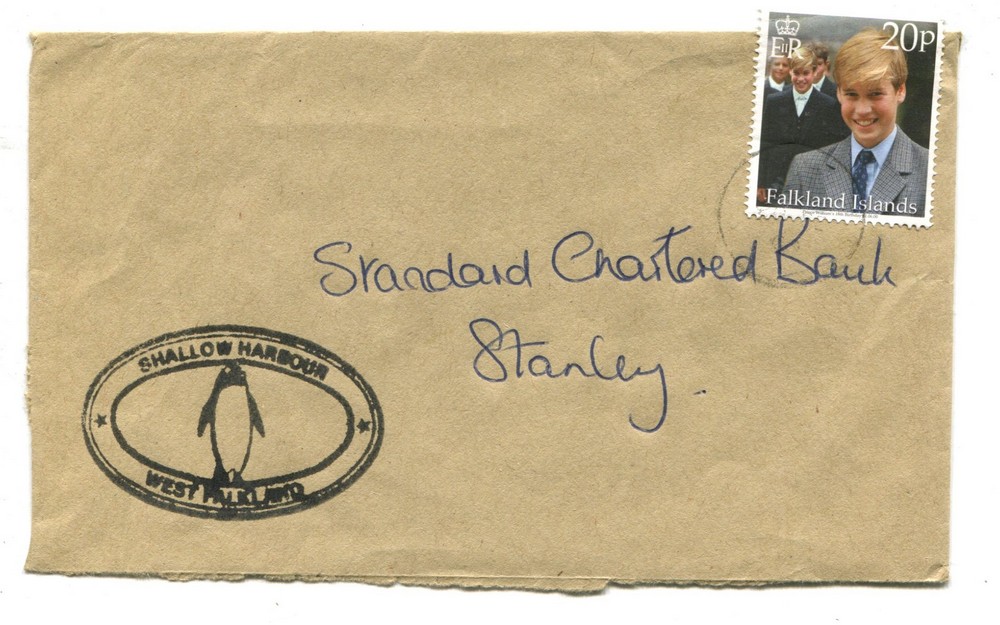 EIIR
20p
Falkland Islands
Standard Chartered Bank
Stanley.
SHALLOW HARBOUR
WEST FALKLAND